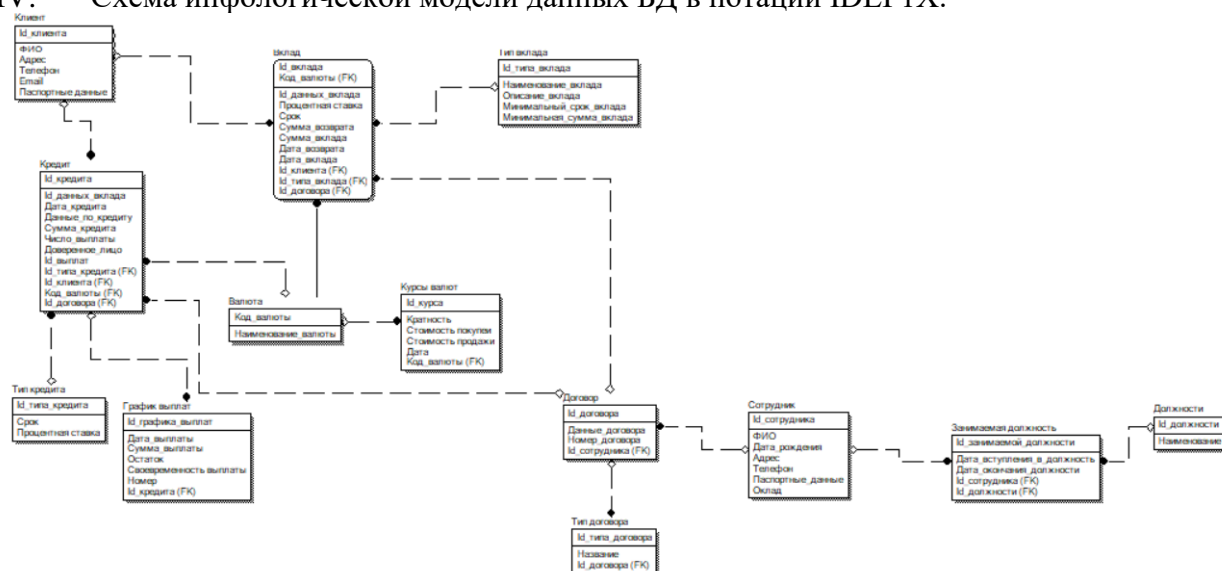 IV. Схема инфологической модели данных БД в нотации IDEF1X.
Клиент
Id_клиента
ФИО
Адрес
Телефон
Email
Паспортные данные
Вклад
Id_вклада
Код_валюты (FK)
Id_данных_вклада
Процентная ставка
Срок
Сумма_возврата
Сумма_вклада
Дата_возврата
Дата_вклада
Id_клиента (FK)
Id_типа_вклада (FK)
Id_договора (FK)
Тип вклада
Id_типа_вклада
Наименование_вклада
Описание_вклада
Минимальный_срок_вклада
Минимальная_сумма_вклада
Кредит
Id_кредита
Id_данных_вклада
Дата_кредита
Данные_по_кредиту
Сумма_кредита
Число_выплаты
Доверенное_лицо
Id_выплат
Id_типа_кредита (FK)
Id_клиента (FK)
Код_валюты (FK)
Id_договора (FK)
Валюта
Код_валюты
Наименование_валюты
Курсы валют
Id_курса
Кратность
Стоимость покупеи
Стоимость продажи
Дата
Код_валюты (FK)
Тип кредита
Id_типа_кредита
Срок
Процентная ставка
График выплат
Id_графика_выплат
Дата_выплаты
Сумма_выплаты
Остаток
Своевременность_выплаты
Номер
Id_кредита (FK)
Договор
Id_договора
Данные_договора
Номер_договора
Id_сотрудника (FK)
Сотрудник
Id_сотрудника
ФИО
Дата_рождения
Адрес
Телефон
Паспортные_данные
Оклад
Занимаемая должность
Id_занимаемой_должности
Дата_вступления_в_должность
Дата_окончания_должности
Id_сотрудника (FK)
Id_должности (FK)
Должности
Id_должности
Наименование
Тип договора
Id_типа_договора
Название
Id_договора (FK)